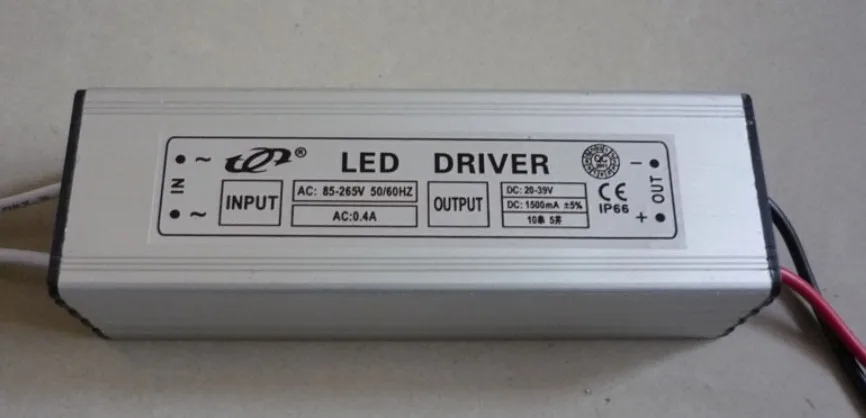 ® LED DRIVER QC
IN ~ ~
INPUT
AC: 85-265V 50/60HZ
AC:0.4A
OUTPUT
DC: 20-39V
DC: 1500mA ±5%
10串 5并
CE
IP66
− OUT +